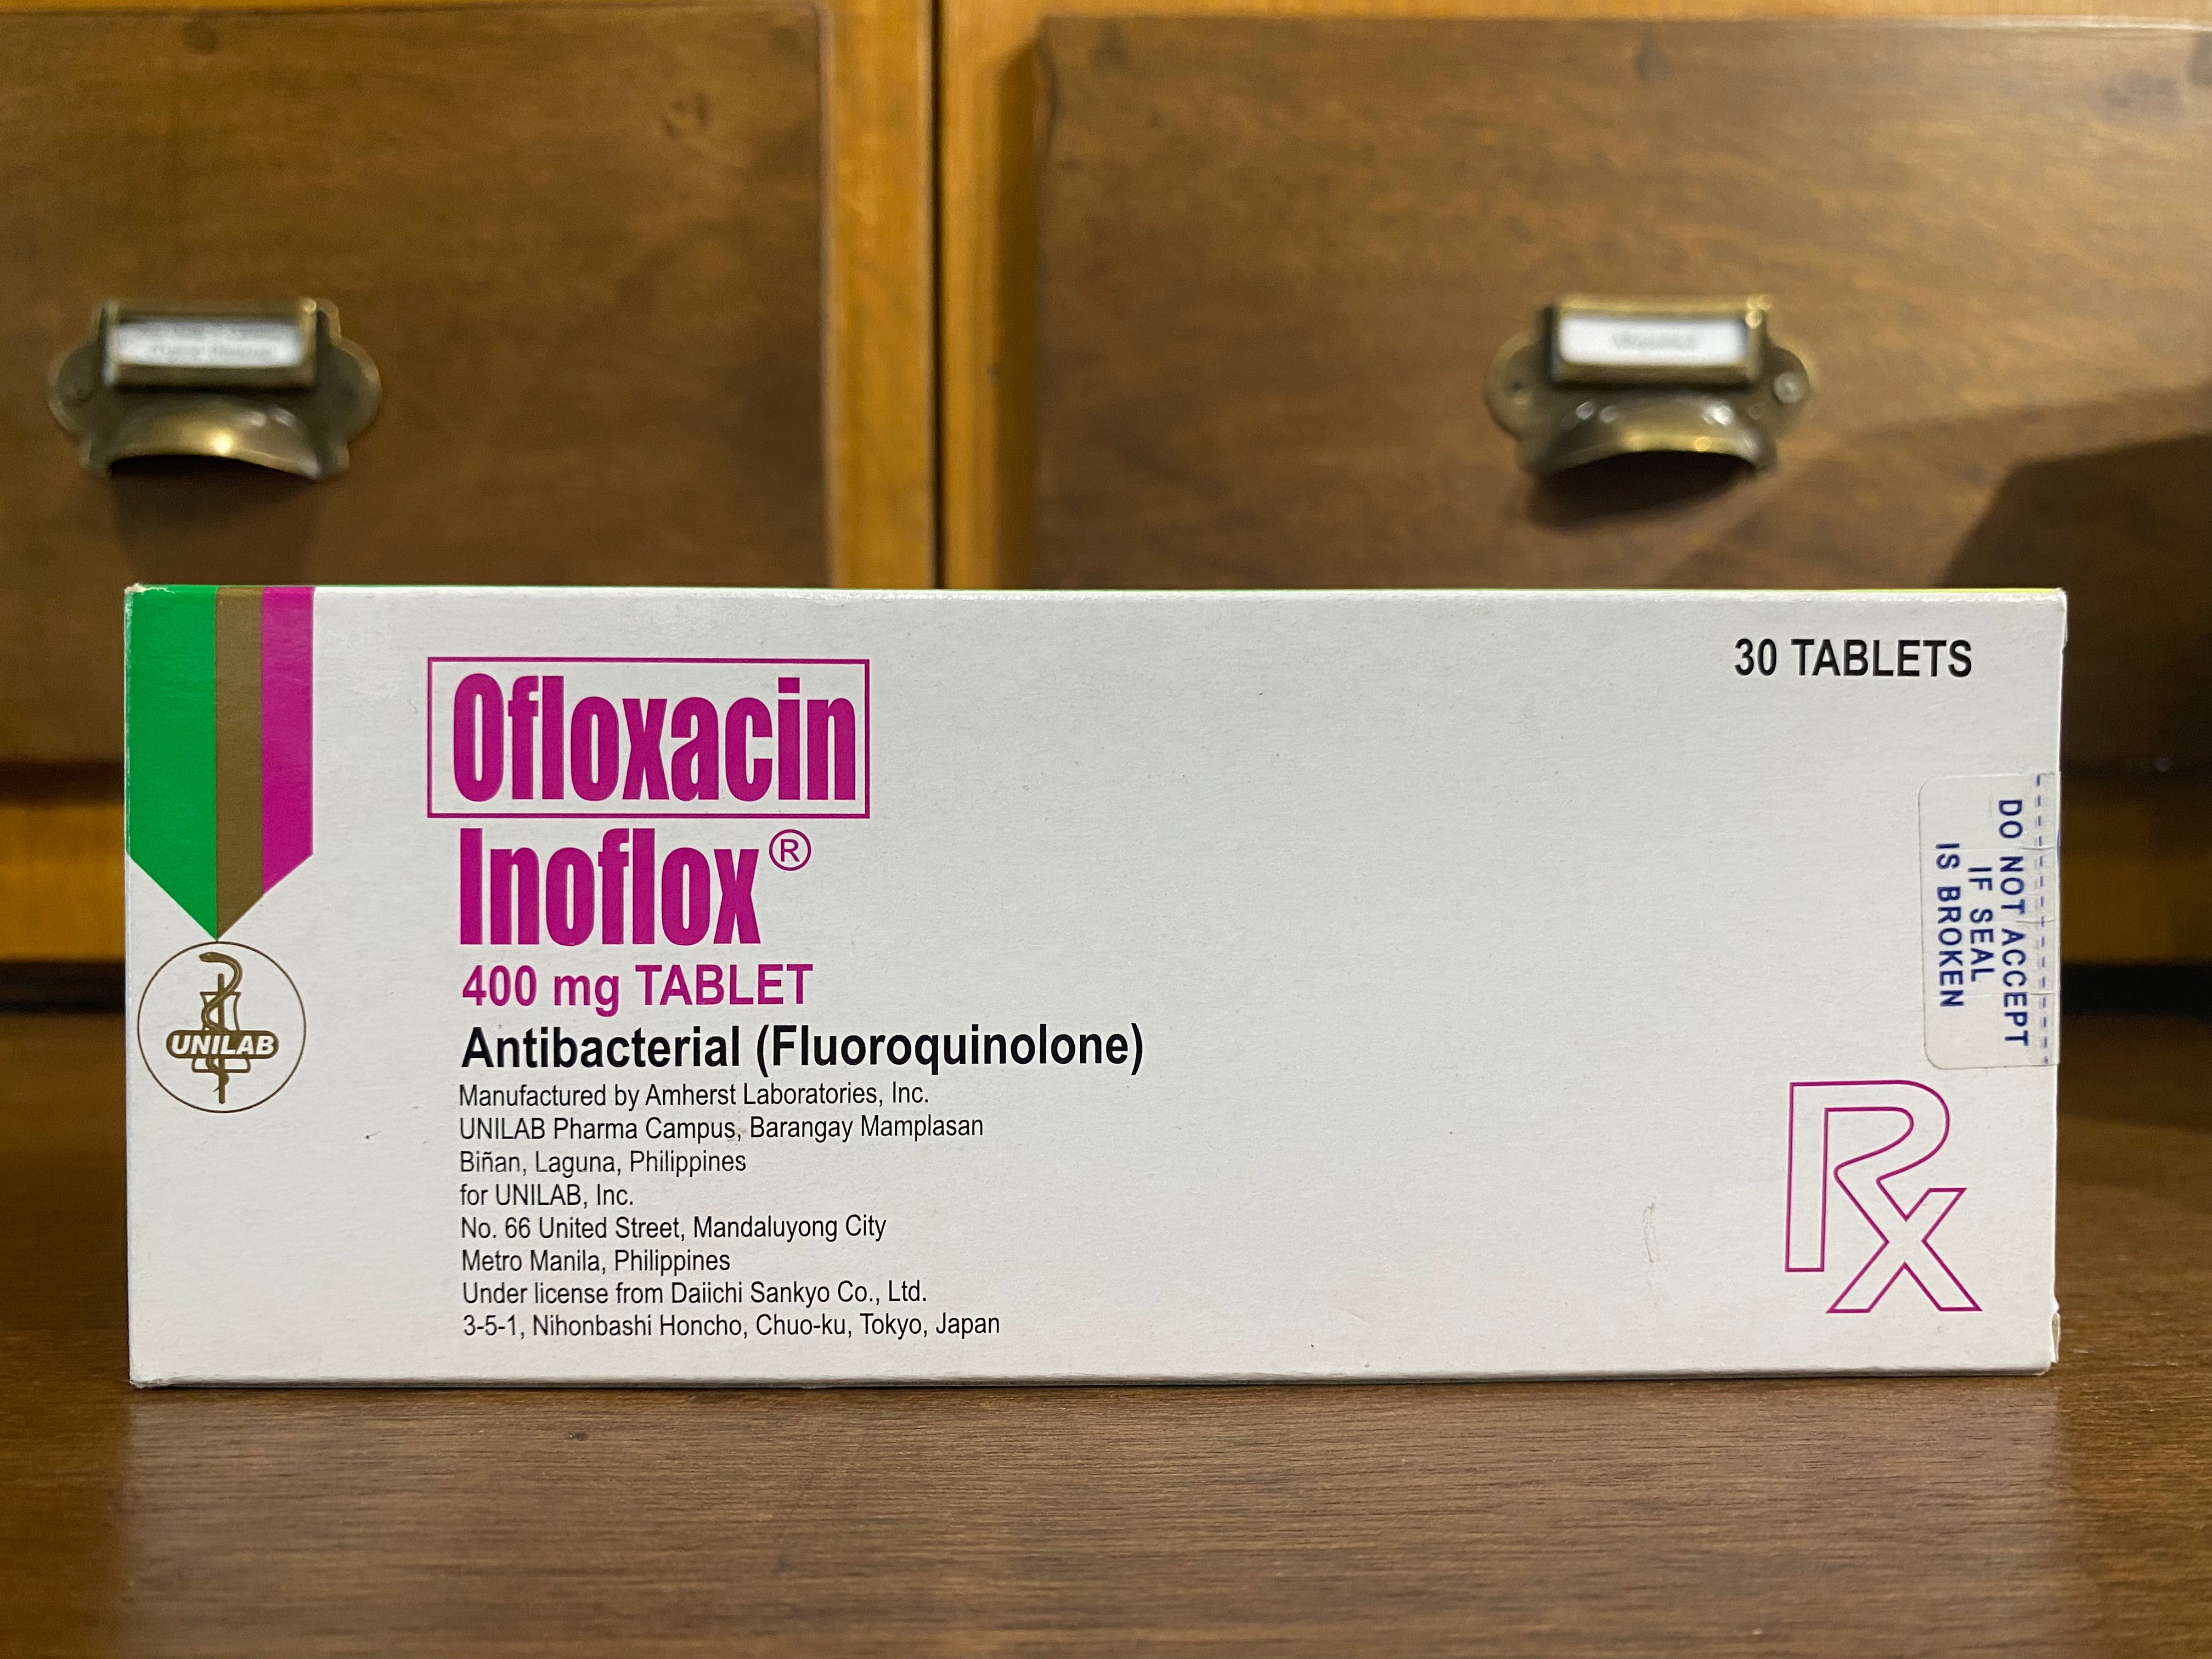 30 TABLETS
Ofloxacin
Inoflox®
400 mg TABLET
Antibacterial (Fluoroquinolone)
Manufactured by Amherst Laboratories, Inc.
UNILAB Pharma Campus, Barangay Mamplasan
Biñan, Laguna, Philippines
for UNILAB, Inc.
No. 66 United Street, Mandaluyong City
Metro Manila, Philippines
Under license from Daiichi Sankyo Co., Ltd.
3-5-1, Nihonbashi Honcho, Chuo-ku, Tokyo, Japan
UNILAB
DO NOT ACCEPT
IF SEAL
IS BROKEN
Rx